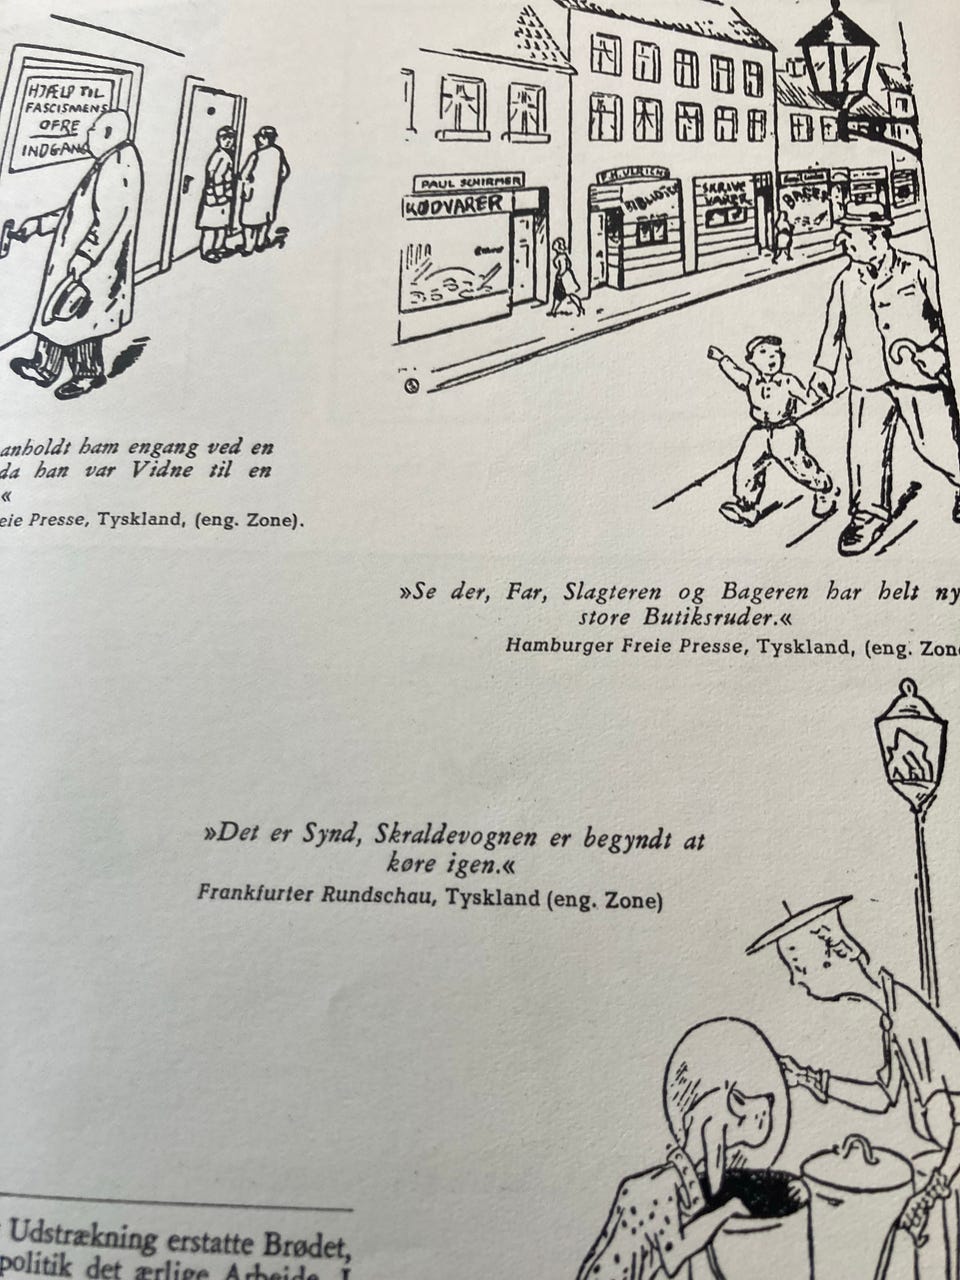 HJÆLP TIL
FASCISMENS
OFRE
INDGANG
PAUL SCHIRMER
KØDVARER
F.H. ULRICH
SKRIVE
VARER
BAGER
anholdt ham engang ved en
da han var Vidne til en
«
eie Presse, Tyskland, (eng. Zone).
»Se der, Far, Slagteren og Bageren har helt ny
store Butiksruder.«
Hamburger Freie Presse, Tyskland, (eng. Zone
»Det er Synd, Skraldevognen er begyndt at
køre igen.«
Frankfurter Rundschau, Tyskland (eng. Zone)
Udstrækning erstatte Brødet,
politik det ærlige Arbejde. I